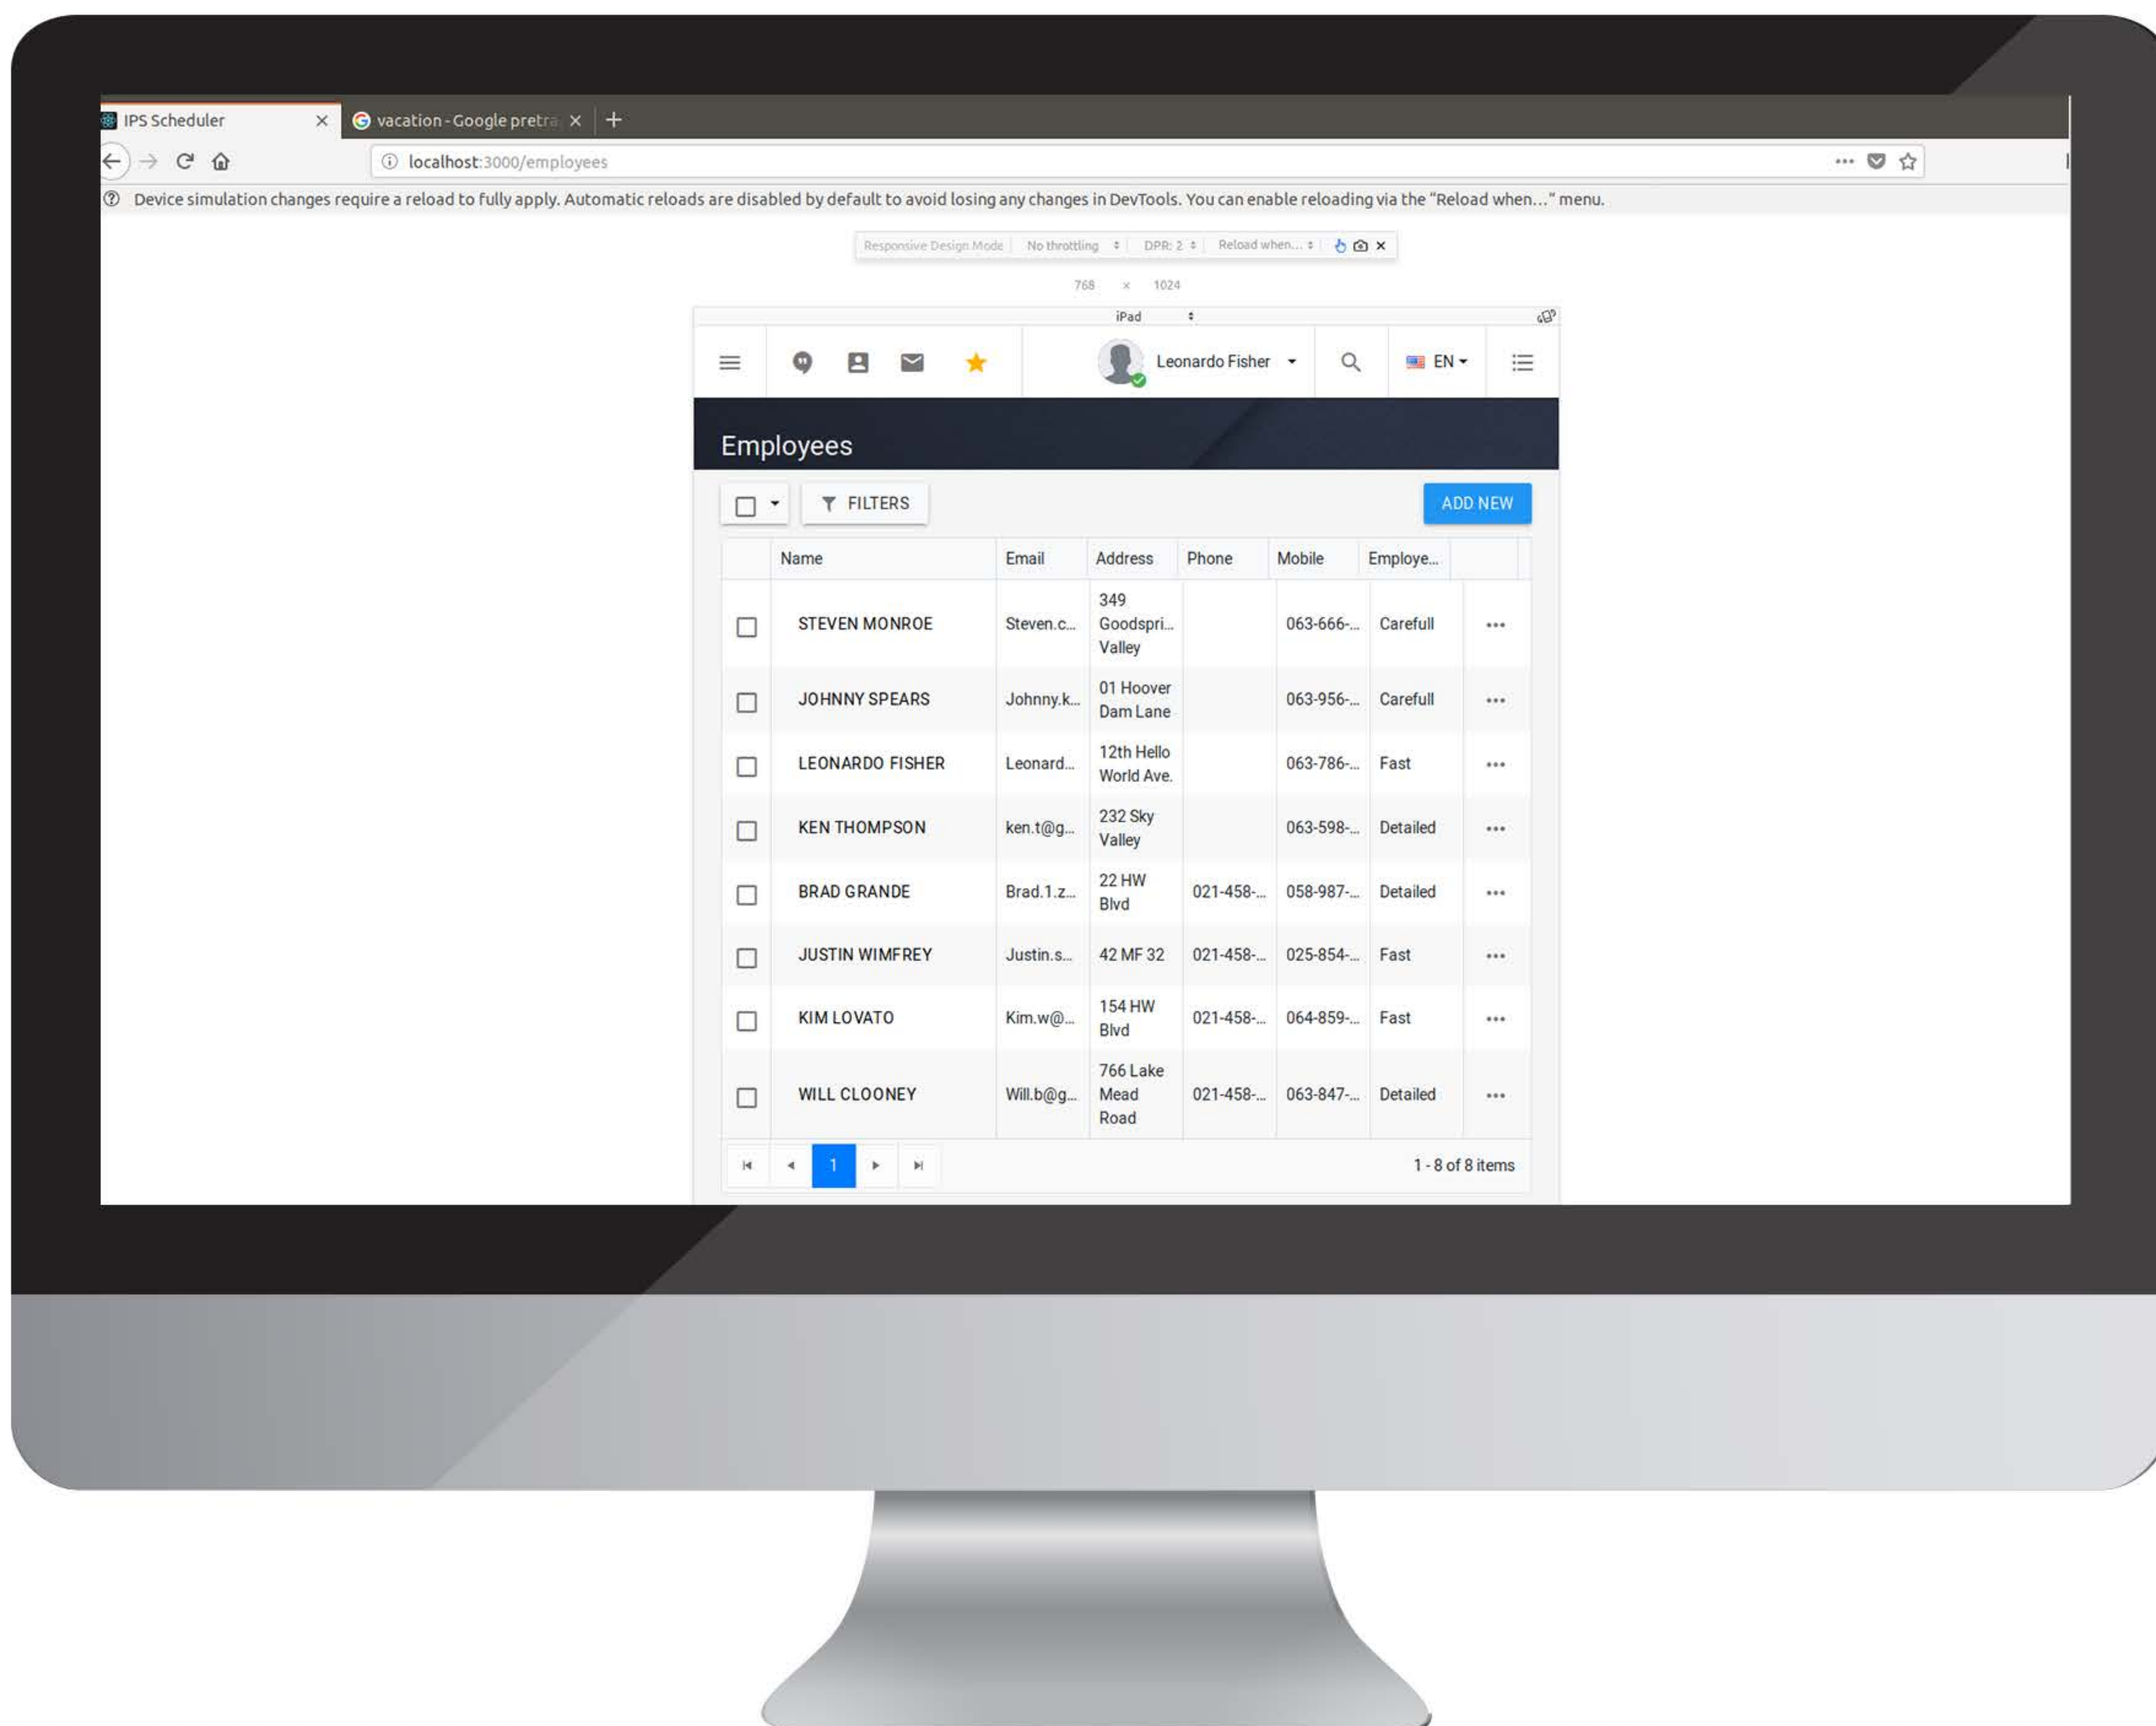 IPS Scheduler
vacation - Google pretra
localhost:3000/employees
Device simulation changes require a reload to fully apply. Automatic reloads are disabled by default to avoid losing any changes in DevTools. You can enable reloading via the "Reload when..." menu.
Responsive Design Mode No throttling DPR: 2 Reload when...
768 x 1024
iPad
Leonardo Fisher EN
Employees
FILTERS ADD NEW
Name Email Address Phone Mobile Employe...
349
STEVEN MONROE Steven.c... Goodspri... 063-666-... Carefull ...
Valley
01 Hoover
JOHNNY SPEARS Johnny.k... 063-956-... Carefull ...
Dam Lane
12th Hello
LEONARDO FISHER Leonard... 063-786-... Fast ...
World Ave.
232 Sky
KEN THOMPSON ken.t@g... 063-598-... Detailed ...
Valley
22 HW
BRAD GRANDE Brad.1.z... 021-458-... 058-987-... Detailed ...
Blvd
JUSTIN WIMFREY Justin.s... 42 MF 32 021-458-... 025-854-... Fast ...
154 HW
KIM LOVATO Kim.w@... 021-458-... 064-859-... Fast ...
Blvd
766 Lake
WILL CLOONEY Will.b@g... Mead 021-458-... 063-847-... Detailed ...
Road
1 1 - 8 of 8 items